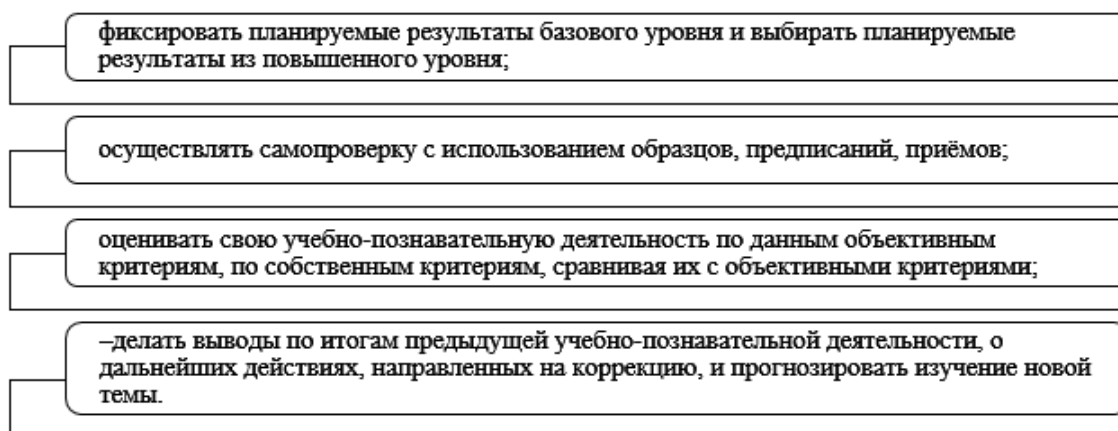 фиксировать планируемые результаты базового уровня и выбирать планируемые
результаты из повышенного уровня;
осуществлять самопроверку с использованием образцов, предписаний, приёмов;
оценивать свою учебно-познавательную деятельность по данным объективным
критериям, по собственным критериям, сравнивая их с объективными критериями;
–делать выводы по итогам предыдущей учебно-познавательной деятельности, о
дальнейших действиях, направленных на коррекцию, и прогнозировать изучение новой
темы.